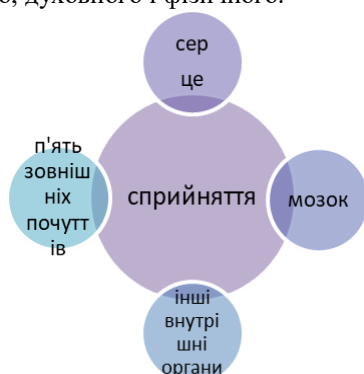 духовного і фізичного.
сер
це
п'ять
зовніш
ніх
почутт
ів
сприйняття
мозок
інші
внутрі
шні
органи